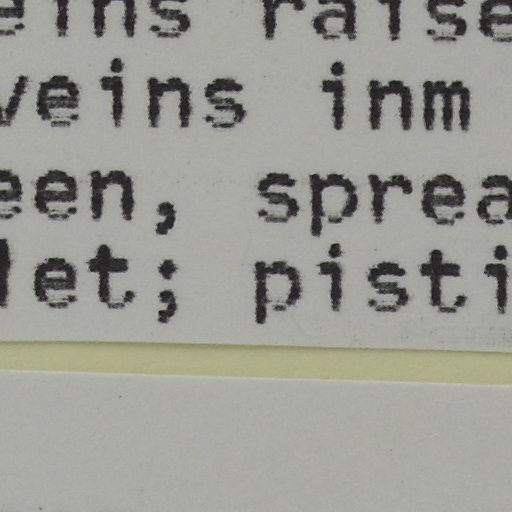 eins raise
veins inm
een, sprea
let; pisti